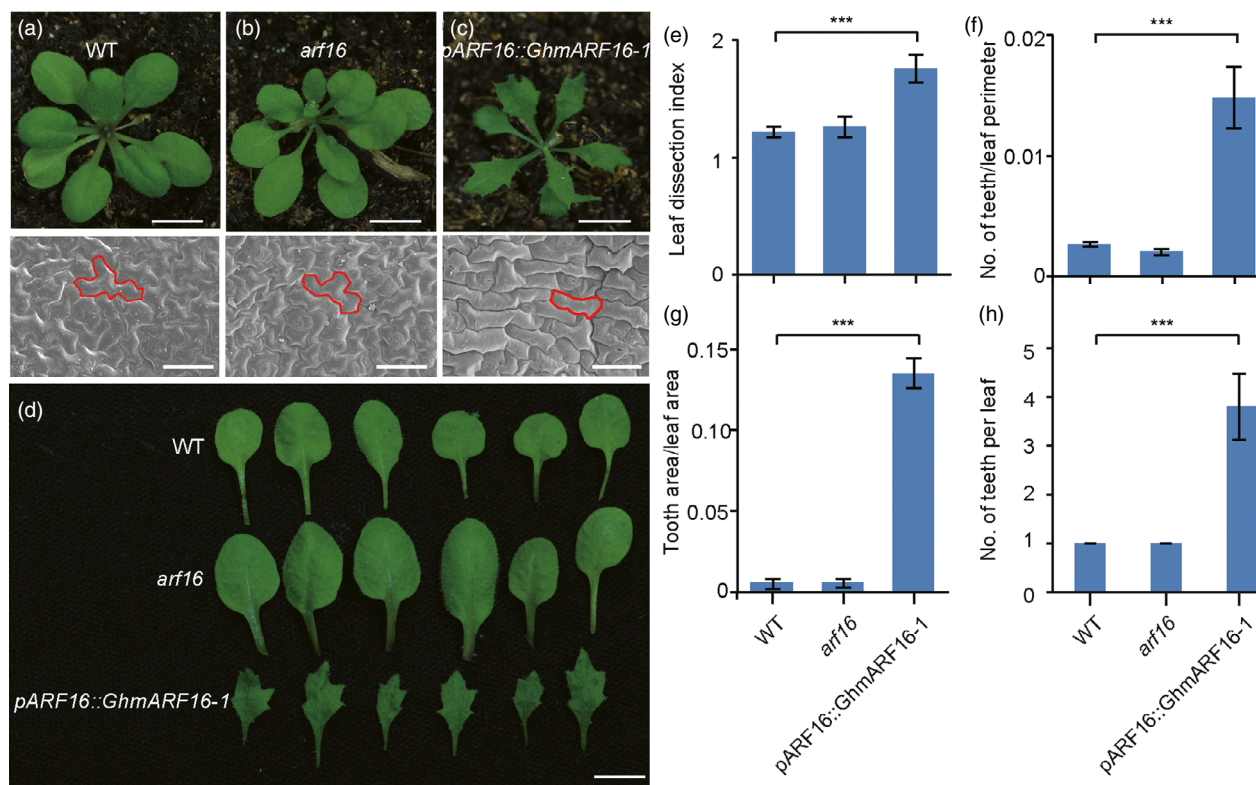 (a)
WT
(b)
arf16
(c)
pARF16::GhmARF16-1
(d)
WT
arf16
pARF16::GhmARF16-1
(e)
***
Leaf dissection index
2
1
0
(f)
***
No. of teeth/leaf perimeter
0.02
0.01
0
(g)
***
Tooth area/leaf area
0.15
0.10
0.05
0
WT
arf16
pARF16::GhmARF16-1
(h)
***
No. of teeth per leaf
5
4
3
2
1
0
WT
arf16
pARF16::GhmARF16-1